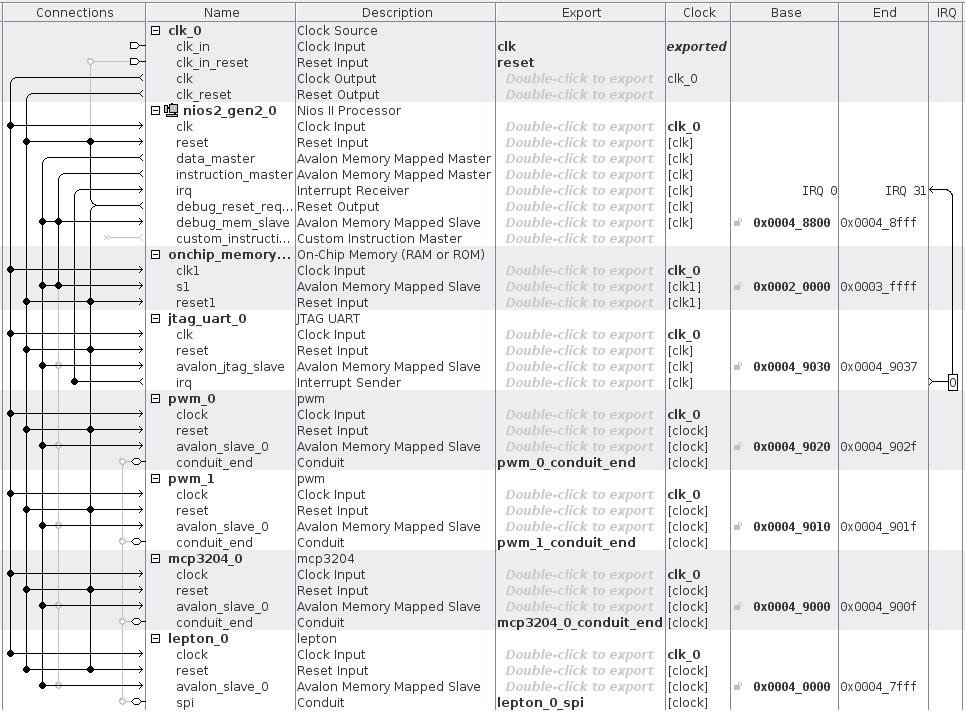 Connections Name Description Export Clock Base End IRQ
clk_0 Clock Source
clk_in Clock Input clk exported
clk_in_reset Reset Input reset
clk Clock Output Double-click to export clk_0
clk_reset Reset Output Double-click to export
nios2_gen2_0 Nios II Processor
clk Clock Input Double-click to export clk_0
reset Reset Input Double-click to export [clk]
data_master Avalon Memory Mapped Master Double-click to export [clk]
instruction_master Avalon Memory Mapped Master Double-click to export [clk]
irq Interrupt Receiver Double-click to export [clk] IRQ 0 IRQ 31
debug_reset_req... Reset Output Double-click to export [clk]
debug_mem_slave Avalon Memory Mapped Slave Double-click to export [clk] 0x0004_8800 0x0004_8fff
custom_instructi... Custom Instruction Master Double-click to export
onchip_memory... On-Chip Memory (RAM or ROM)
clk1 Clock Input Double-click to export clk_0
s1 Avalon Memory Mapped Slave Double-click to export [clk1] 0x0002_0000 0x0003_ffff
reset1 Reset Input Double-click to export [clk1]
jtag_uart_0 JTAG UART
clk Clock Input Double-click to export clk_0
reset Reset Input Double-click to export [clk]
avalon_jtag_slave Avalon Memory Mapped Slave Double-click to export [clk] 0x0004_9030 0x0004_9037
irq Interrupt Sender Double-click to export [clk] 0
pwm_0 pwm
clock Clock Input Double-click to export clk_0
reset Reset Input Double-click to export [clock]
avalon_slave_0 Avalon Memory Mapped Slave Double-click to export [clock] 0x0004_9020 0x0004_902f
conduit_end Conduit pwm_0_conduit_end [clock]
pwm_1 pwm
clock Clock Input Double-click to export clk_0
reset Reset Input Double-click to export [clock]
avalon_slave_0 Avalon Memory Mapped Slave Double-click to export [clock] 0x0004_9010 0x0004_901f
conduit_end Conduit pwm_1_conduit_end [clock]
mcp3204_0 mcp3204
clock Clock Input Double-click to export clk_0
reset Reset Input Double-click to export [clock]
avalon_slave_0 Avalon Memory Mapped Slave Double-click to export [clock] 0x0004_9000 0x0004_900f
conduit_end Conduit mcp3204_0_conduit_end [clock]
lepton_0 lepton
clock Clock Input Double-click to export clk_0
reset Reset Input Double-click to export [clock]
avalon_slave_0 Avalon Memory Mapped Slave Double-click to export [clock] 0x0004_0000 0x0004_7fff
spi Conduit lepton_0_spi [clock]